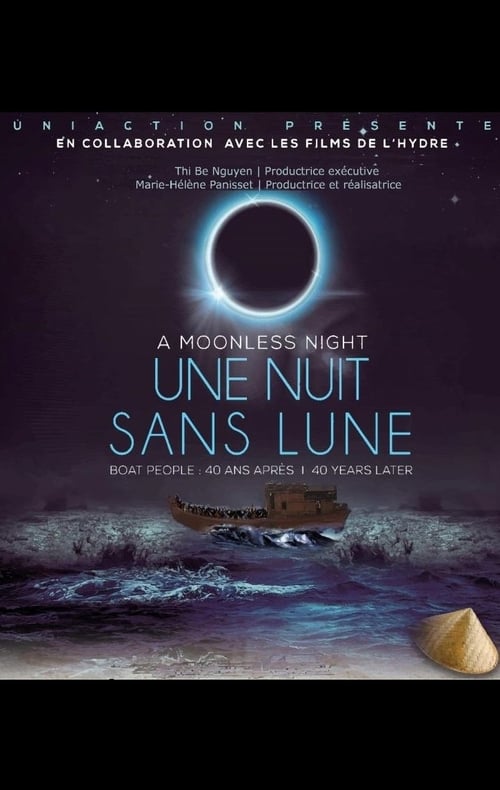 UNIACTION PRÉSENTE
EN COLLABORATION AVEC LES FILMS DE L'HYDRE
Thi Be Nguyen | Productrice exécutive
Marie-Hélène Panisset | Productrice et réalisatrice
A MOONLESS NIGHT
UNE NUIT
SANS LUNE
BOAT PEOPLE : 40 ANS APRÈS I 40 YEARS LATER